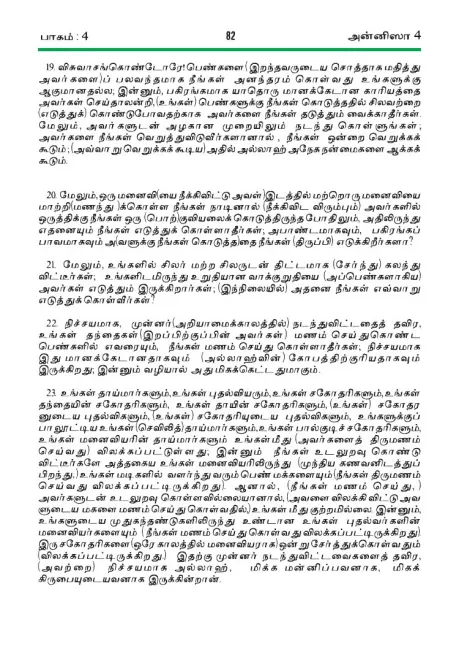 பாகம் : 4
82
அன்னிஸா 4
19. விசுவாசங்கொண்டோரே! பெண்களை (இறந்தவருடைய சொத்தாக மதித்து
அவர்களை)ப் பலவந்தமாக நீங்கள் அனந்தரம் கொள்வது உங்களுக்கு
ஆகுமானதல்ல; இன்னும், பகிரங்கமாக யாதொரு மானக்கேடான காரியத்தை
அவர்கள் செய்தாலன்றி, (உங்கள்) பெண்களுக்கு நீங்கள் கொடுத்ததில் சிலவற்றை
(எடுத்துக்) கொண்டுபோவதற்காக அவர்களை நீங்கள் தடுத்தும் வைக்காதீர்கள்.
மேலும், அவர்களுடன் அழகான முறையிலும் நடந்து கொள்ளுங்கள்;
அவர்களை நீங்கள் வெறுத்துவிடுவீர்களானால், நீங்கள் ஒன்றை வெறுக்கக்
கூடும்; (அவ்வாறு வெறுக்கக்கூடிய) அதில் அல்லாஹ் அநேக நன்மைகளை ஆக்கக்
கூடும்.
20. மேலும், ஒரு மனைவி(யை நீக்கிவிட்டு அவள்) இடத்தில் மற்றொரு மனைவியை
மாற்றி(மணந்து )க்கொள்ள நீங்கள் நாடினால் (நீக்கிவிட விரும்பும்) அவர்களில்
ஒருத்திக்கு நீங்கள் ஒரு (பொற்)குவியலைக் கொடுத்திருந்த போதிலும், அதிலிருந்து
எதனையும் நீங்கள் எடுத்துக் கொள்ளாதீர்கள்; அபாண்டமாகவும், பகிரங்கப்
பாவமாகவும் அ(வளுக்கு நீங்கள் கொடுத்த)தை நீங்கள் (திருப்பி) எடுக்கிறீர்களா?
21. மேலும், உங்களில் சிலர் மற்ற சிலருடன் திட்டமாக (சேர்ந்து) கலந்து
விட்டீர்கள்; உங்களிடமிருந்து உறுதியான வாக்குறுதியை (அப்பெண்களாகிய)
அவர்கள் எடுத்தும் இருக்கிறார்கள்; (இந்நிலையில்) அதனை நீங்கள் எவ்வாறு
எடுத்துக்கொள்வீர்கள்?
22. நிச்சயமாக, முன்னர் (அறியாமைக்காலத்தில்) நடந்துவிட்டதைத் தவிர,
உங்கள் தந்தைகள் (இறப்பிற்குப்பின் அவர்கள் ) மணம் செய்துகொண்ட
பெண்களில் எவரையும், நீங்கள் மணம் செய்து கொள்ளாதீர்கள்; நிச்சயமாக
இது மானக்கேடானதாகவும் (அல்லாஹ்வின்) கோபத்திற்குரியதாகவும்
இருக்கிறது; இன்னும் வழியால் அது மிகக்கெட்டதுமாகும்.
23. உங்கள் தாய்மார்களும், உங்கள் புதல்வியரும், உங்கள் சகோதரிகளும், உங்கள்
தந்தையின் சகோதரிகளும், உங்கள் தாயின் சகோதரிகளும், (உங்கள்) சகோதர
னுடைய புதல்விகளும், (உங்கள்) சகோதரியுடைய புதல்விகளும், உங்களுக்குப்
பாலூட்டிய உங்கள் (செவிலித்) தாய்மார்களும், உங்கள் பால்குடிச் சகோதரிகளும்,
உங்கள் மனைவியரின் தாய்மார்களும் உங்கள்மீது (அவர்களைத் திருமணம்
செய்வது) விலக்கப்பட்டுள்ளது; இன்னும் நீங்கள் உடலுறவு கொண்டு
விட்டீர்களே அத்தகைய உங்கள் மனைவியரிலிருந்து (முந்திய கணவனிடத்துப்
பிறந்து,) உங்கள் மடிகளில் வளர்ந்து வரும் பெண் மக்களையும் (நீங்கள் திருமணம்
செய்வது விலக்கப்பட்டிருக்கிறது). ஆனால், (நீங்கள் மணம் செய்து,)
அவர்களுடன் உடலுறவு கொள்ளவில்லையானால், (அவளை விலக்கி விட்டு அவ
ளுடைய மகளை மணம் செய்து கொள்வதில்,) உங்கள் மீது குற்றமில்லை. இன்னும்,
உங்களுடைய முதுகந்தண்டுகளிலிருந்து உண்டான உங்கள் புதல்வர்களின்
மனைவியர்களையும் (நீங்கள் மணம் செய்து கொள்வது விலக்கப்பட்டிருக்கிறது).
இரு சகோதரிகளை (ஒரே காலத்தில் மனைவியராக) ஒன்று சேர்த்துக்கொள்வதும்
(விலக்கப்பட்டிருக்கிறது.) இதற்கு முன்னர் நடந்துவிட்டவைகளைத் தவிர,
(அவற்றை) நிச்சயமாக அல்லாஹ், மிக்க மன்னிப்பவனாக, மிகக்
கிருபையுடையவனாக இருக்கின்றான்.